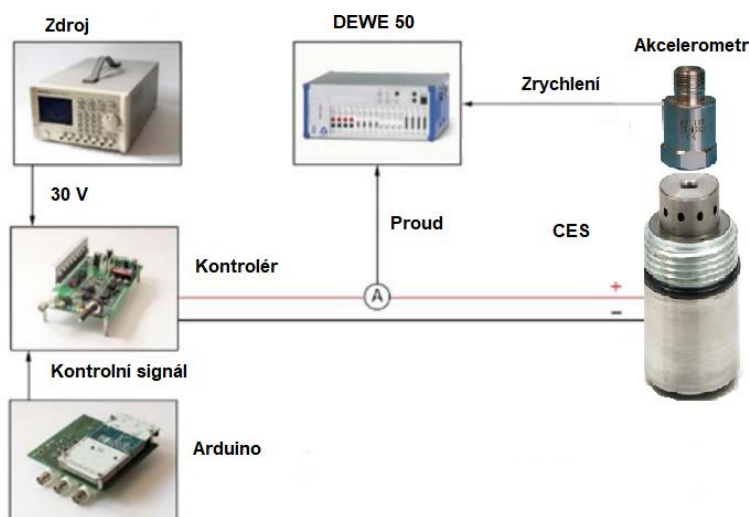 Zdroj
DEWE 50
Akcelerometr
Zrychlení
30 V
Proud
CES
Kontrolér
A
+
−
Kontrolní signál
Arduino